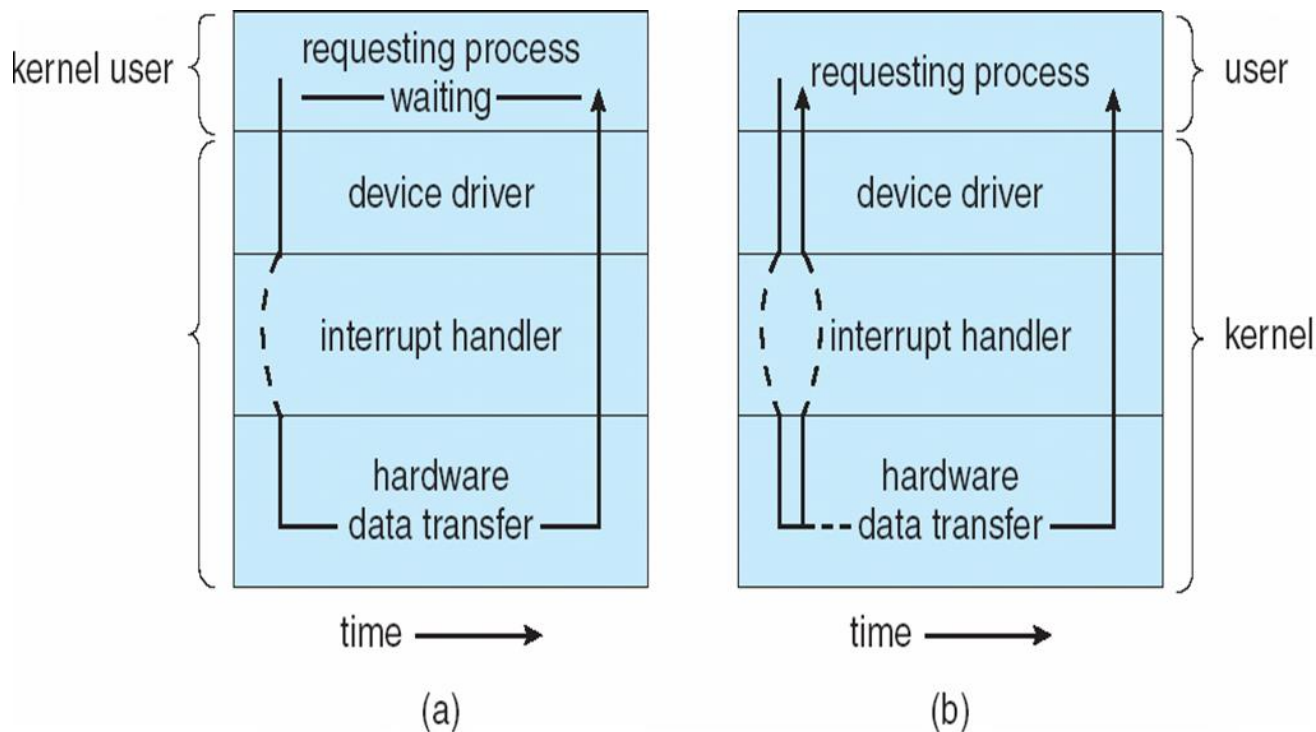 kernel user
requesting process
waiting
device driver
interrupt handler
hardware
data transfer
time
(a)
requesting process
device driver
interrupt handler
hardware
data transfer
time
(b)
user
kernel